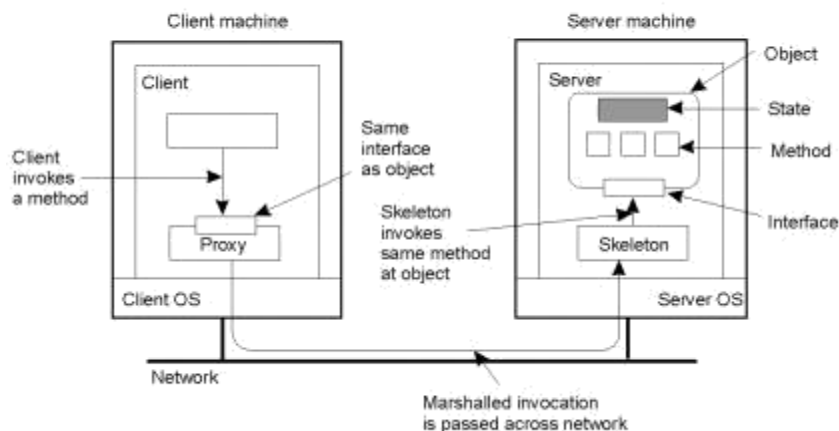 Client machine
Server machine
Client
Server
Object
State
Method
Interface
Client
invokes
a method
Same
interface
as object
Proxy
Skeleton
invokes
same method
at object
Skeleton
Client OS
Server OS
Network
Marshalled invocation
is passed across network